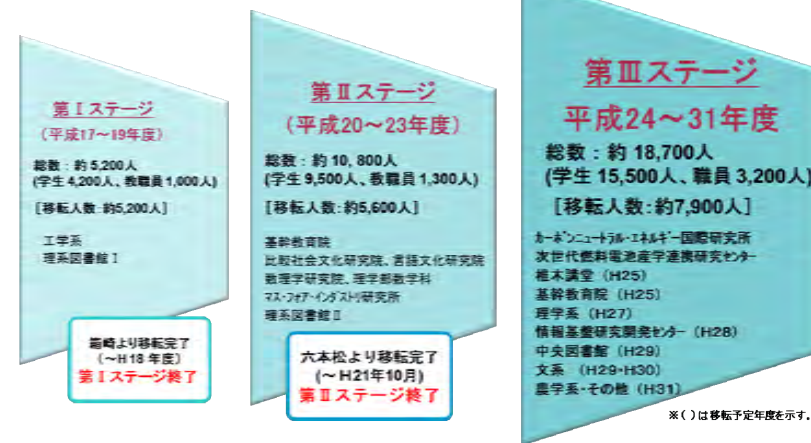 第Ⅰステージ
(平成17～19年度)
総数：約5,200人
(学生4,200人、教職員1,000人)
[移転人数:約5,200人]
工学系
理系図書館Ⅰ
箱崎より移転完了
(～H18年度)
第Ⅰステージ終了
第Ⅱステージ
(平成20～23年度)
総数：約10,800人
(学生9,500人、教職員1,300人)
[移転人数:約5,600人]
基幹教育院
比較社会文化研究院、言語文化研究院
数理学研究院、理学部数学科
マス・フォア・インダストリ研究所
理系図書館Ⅱ
六本松より移転完了
(～H21年10月)
第Ⅱステージ終了
第Ⅲステージ
平成24～31年度
総数：約18,700人
(学生15,500人、職員3,200人)
[移転人数:約7,900人]
カーボンニュートラル・エネルギー国際研究所
次世代燃料電池産学連携研究センター
椎木講堂（H25）
基幹教育院（H25）
理学系（H27）
情報基盤研究開発センター（H28）
中央図書館（H29）
文系（H29・H30）
農学系・その他（H31）
※( )は移転予定年度を示す。